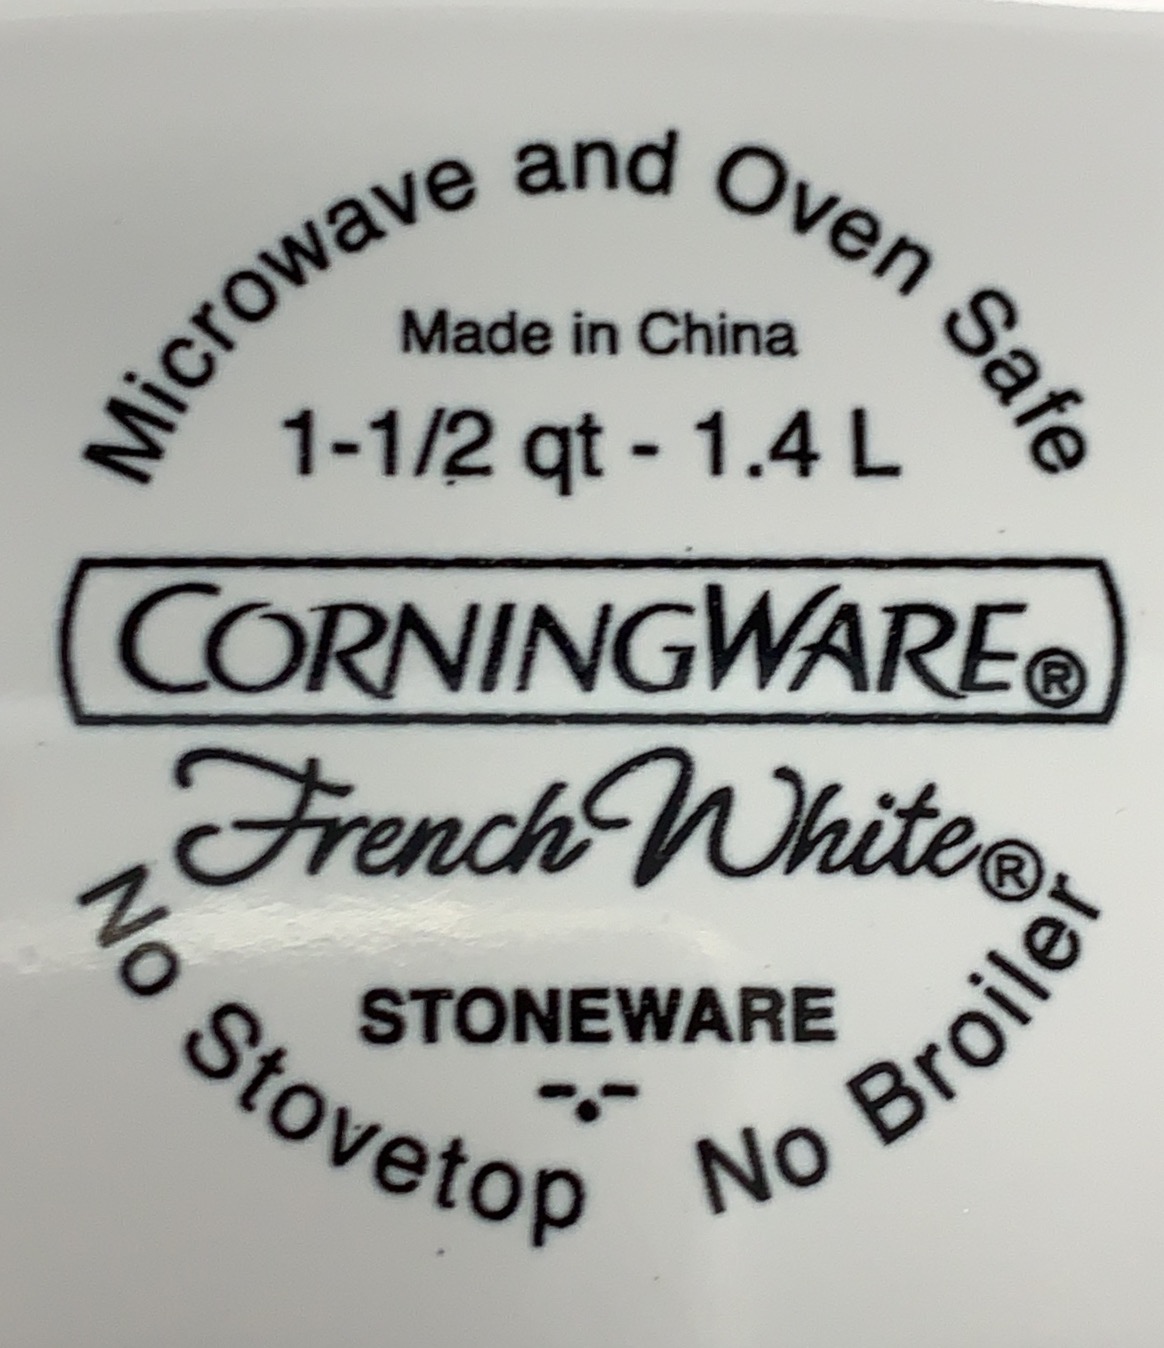 Microwave and Oven Safe
Made in China
1-1/2 qt - 1.4 L
CORNINGWARE®
French White®
STONEWARE
No Stovetop No Broiler